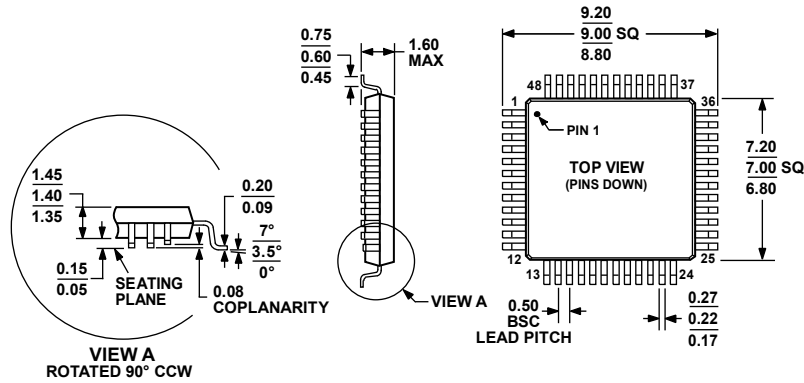 0.75
0.60
0.45
1.60
MAX
9.20
9.00 SQ
8.80
48
37
1
36
PIN 1
TOP VIEW
(PINS DOWN)
7.20
7.00 SQ
6.80
12
25
13
24
1.45
1.40
1.35
0.20
0.09
7°
3.5°
0°
0.15
0.05
SEATING
PLANE
0.08
COPLANARITY
VIEW A
0.50
BSC
LEAD PITCH
0.27
0.22
0.17
VIEW A
ROTATED 90° CCW